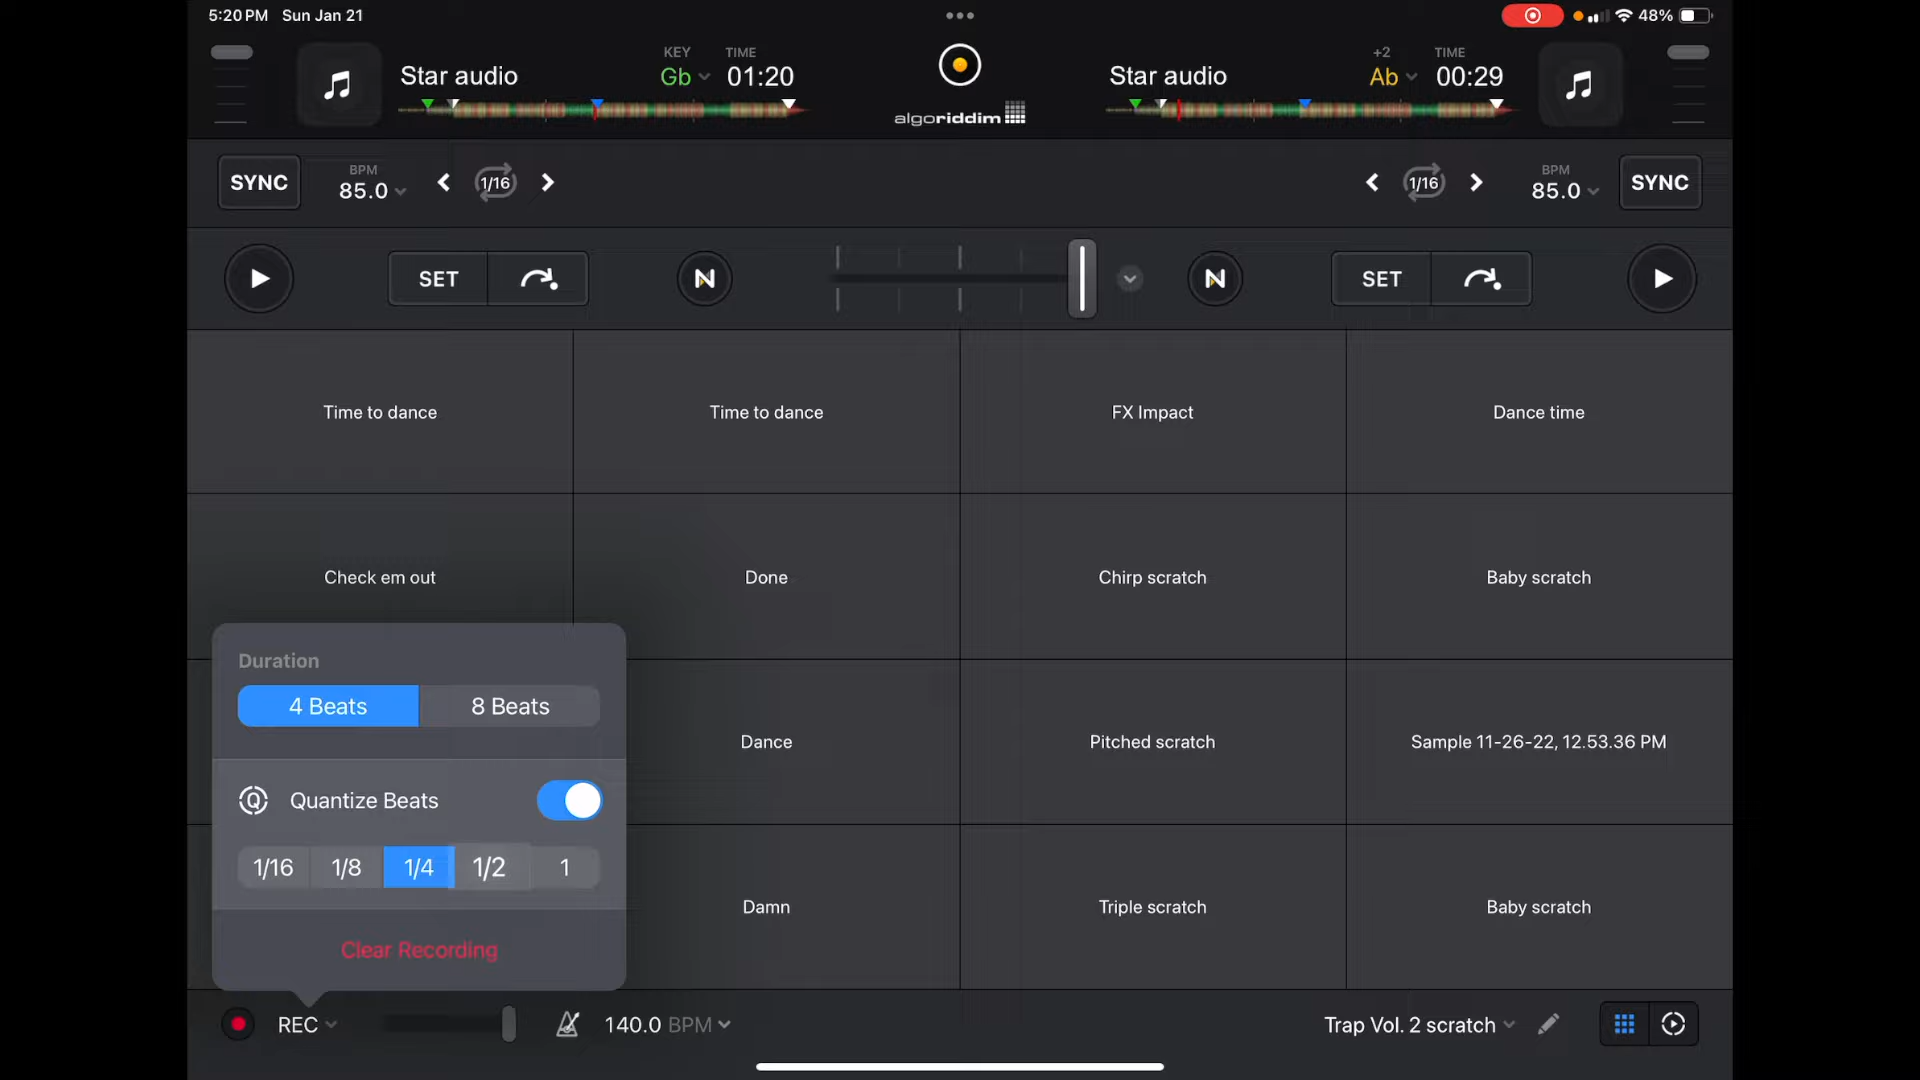 5:20 PM Sun Jan 21
48%
Star audio
KEY
Gb
TIME
01:20
algoriddim
Star audio
+2
Ab
TIME
00:29
SYNC
BPM
85.0
1/16
1/16
BPM
85.0
SYNC
SET
N
N
SET
Time to dance
Time to dance
FX Impact
Dance time
Check em out
Done
Chirp scratch
Baby scratch
Duration
4 Beats
8 Beats
Dance
Pitched scratch
Sample 11-26-22, 12.53.36 PM
Q Quantize Beats
1/16
1/8
1/4
1/2
1
Damn
Triple scratch
Baby scratch
Clear Recording
REC
140.0 BPM
Trap Vol. 2 scratch